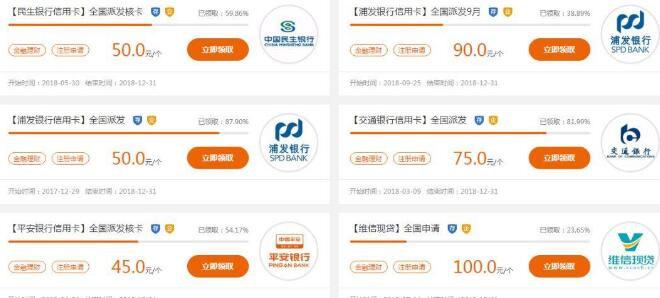 【民生银行信用卡】全国派发核卡 存 企 已领取：59.86%
金融理财 注册申请 50.0元/个 立即领取
中国民生银行
CHINA MINSHENG BANK
开始时间：2018-05-30 结束时间：2018-12-31
【浦发银行信用卡】全国派发9月 存 企 已领取：38.89%
金融理财 注册申请 90.0元/个 立即领取
浦发银行
SPD BANK
开始时间：2018-09-25 结束时间：2018-12-31
【浦发银行信用卡】全国派发 存 企 已领取：87.90%
金融理财 注册申请 50.0元/个 立即领取
浦发银行
SPD BANK
开始时间：2017-12-29 结束时间：2018-12-31
【交通银行信用卡】全国派发 存 企 已领取：81.99%
金融理财 注册申请 75.0元/个 立即领取
交通银行
BANK OF COMMUNICATIONS
开始时间：2018-03-09 结束时间：2018-12-31
【平安银行信用卡】全国派发核卡 存 企 已领取：54.17%
金融理财 注册申请 45.0元/个 立即领取
中国平安
平安银行
PINGAN BANK
【维信现贷】全国申请 存 企 已领取：23.65%
金融理财 注册申请 100.0元/个 立即领取
维信现贷